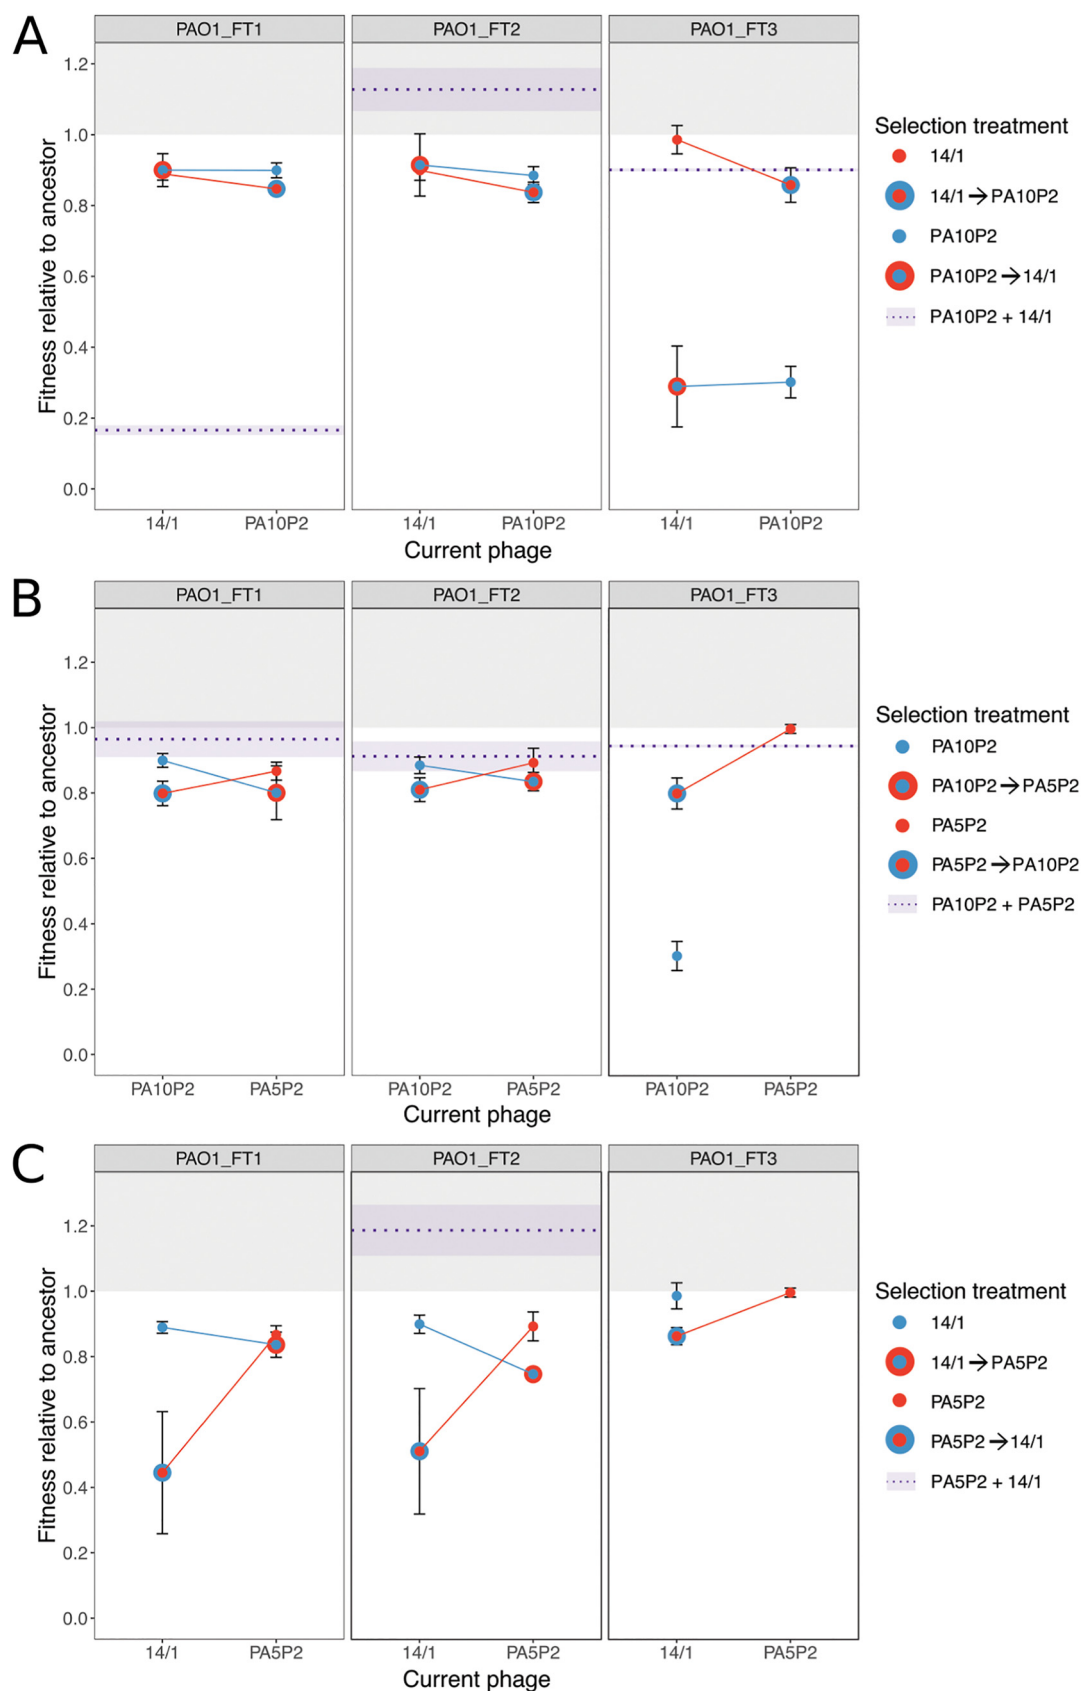 A
PAO1_FT1 PAO1_FT2 PAO1_FT3
Fitness relative to ancestor
1.2
1.0
0.8
0.6
0.4
0.2
0.0
14/1 PA10P2 14/1 PA10P2 14/1 PA10P2
Current phage
Selection treatment
14/1
14/1→PA10P2
PA10P2
PA10P2→14/1
PA10P2 + 14/1
B
PAO1_FT1 PAO1_FT2 PAO1_FT3
Fitness relative to ancestor
1.2
1.0
0.8
0.6
0.4
0.2
0.0
PA10P2 PA5P2 PA10P2 PA5P2 PA10P2 PA5P2
Current phage
Selection treatment
PA10P2
PA10P2→PA5P2
PA5P2
PA5P2→PA10P2
PA10P2 + PA5P2
C
PAO1_FT1 PAO1_FT2 PAO1_FT3
Fitness relative to ancestor
1.2
1.0
0.8
0.6
0.4
0.2
0.0
14/1 PA5P2 14/1 PA5P2 14/1 PA5P2
Current phage
Selection treatment
14/1
14/1→PA5P2
PA5P2
PA5P2→14/1
PA5P2 + 14/1